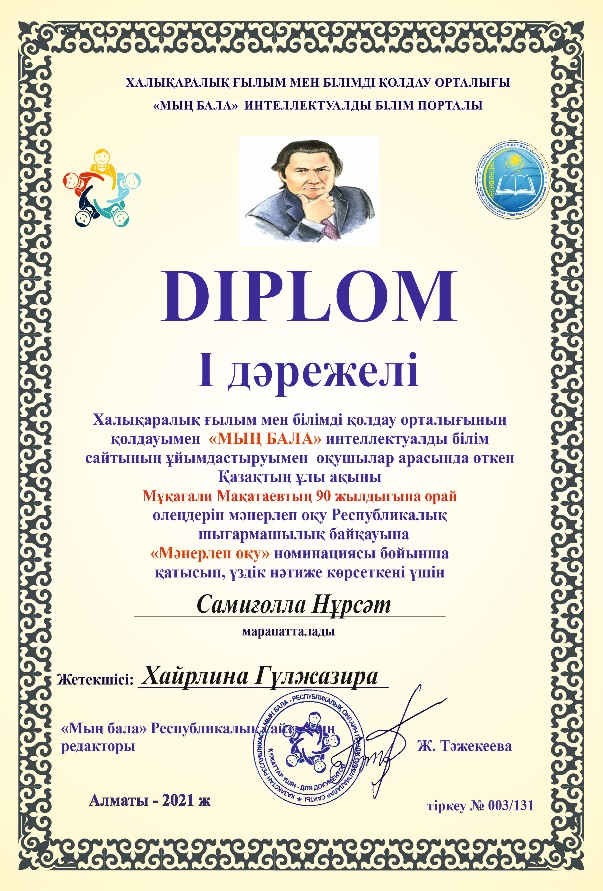 ХАЛЫҚАРАЛЫҚ ҒЫЛЫМ МЕН БІЛІМДІ ҚОЛДАУ ОРТАЛЫҒЫ
«МЫҢ БАЛА» ИНТЕЛЛЕКТУАЛДЫ БІЛІМ ПОРТАЛЫ
DIPLOM
I дәрежелі
Халықаралық ғылым мен білімді қолдау орталығының
қолдауымен «МЫҢ БАЛА» интеллектуалды білім
сайтының ұйымдастыруымен оқушылар арасында өткен
Қазақтың ұлы ақыны
Мұқағали Мақатаевтың 90 жылдығына орай
өлеңдерін мәнерлеп оқу Республикалық
шығармашылық байқауына
«Мәнерлеп оқу» номинациясы бойынша
қатысып, үздік нәтиже көрсеткені үшін
Самиғолла Нұрсәт
марапатталады
Жетекшісі: Хайрлина Гүлжазира
«Мың бала» Республикалық
редакторы
Ж. Тәжекеева
Алматы - 2021 ж
тіркеу № 003/131